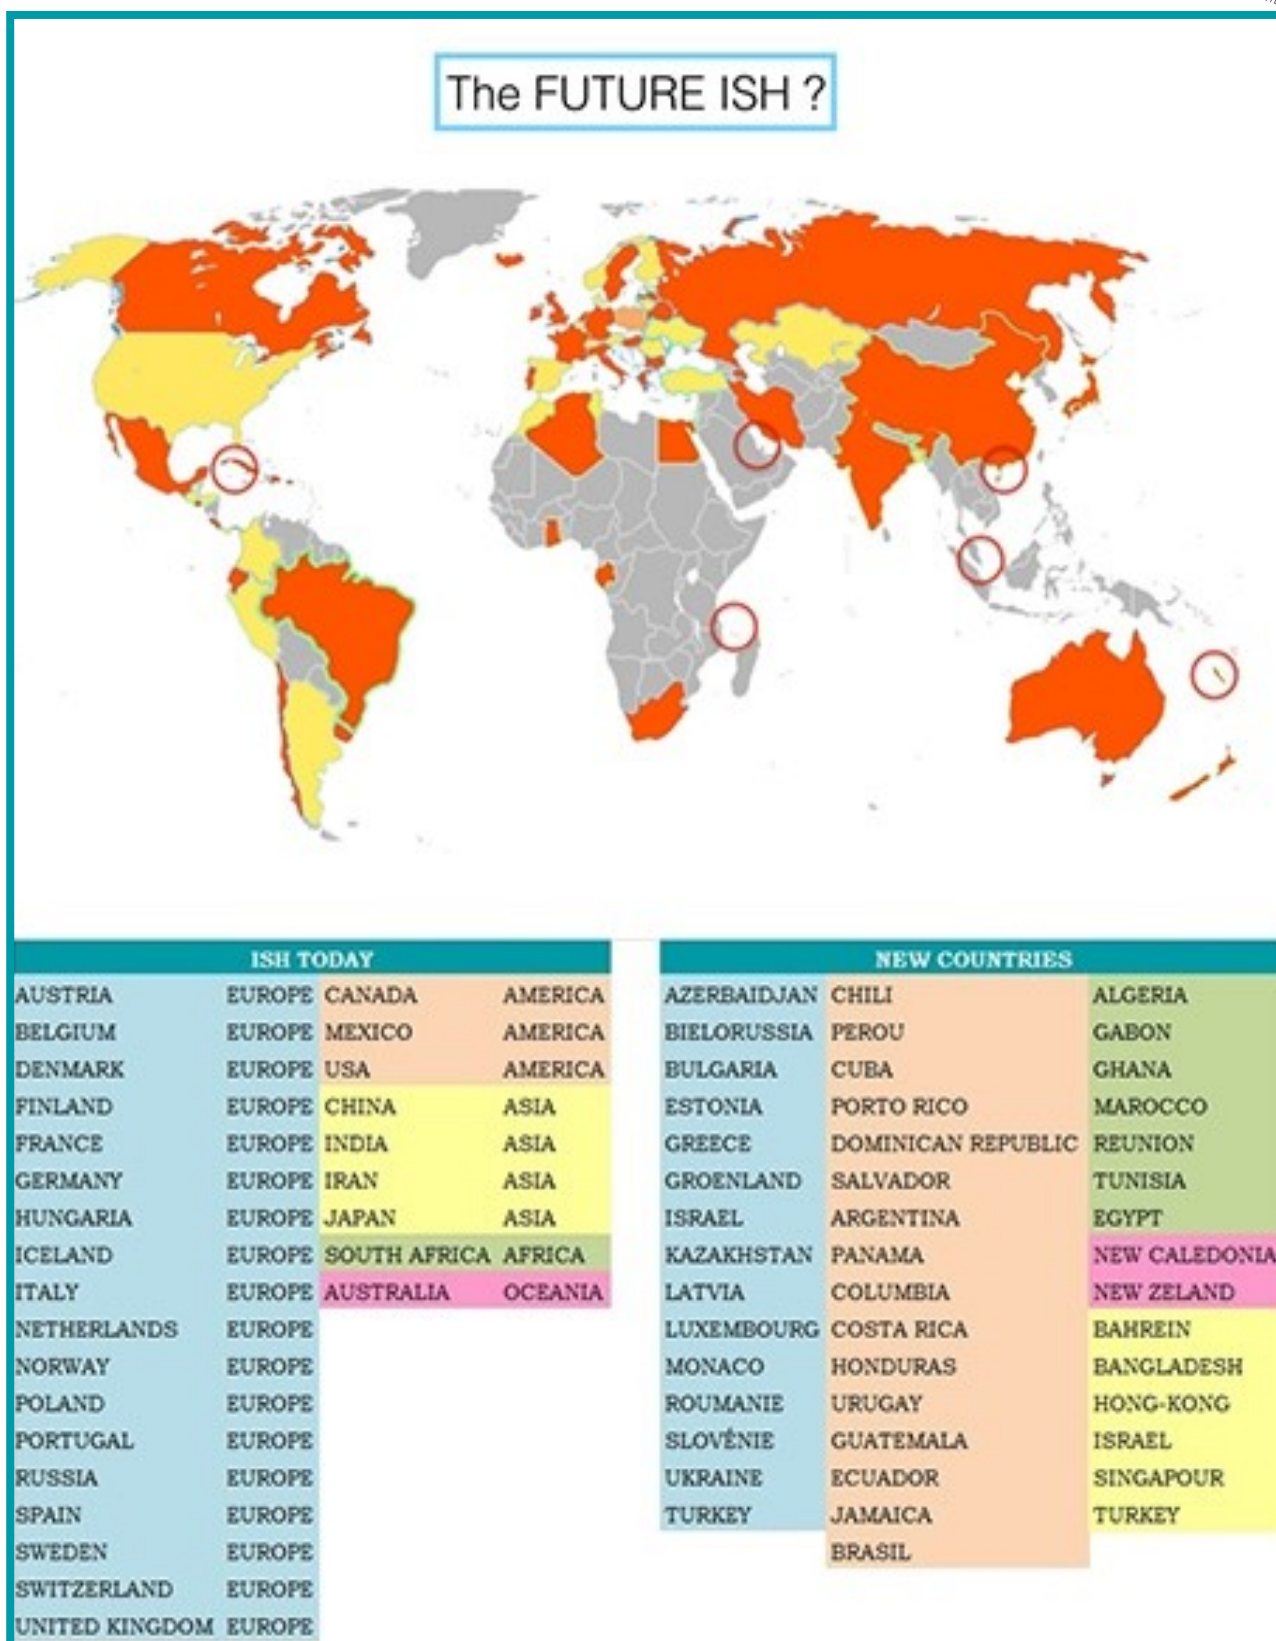 The FUTURE ISH ?
ISH TODAY
AUSTRIA EUROPE CANADA AMERICA
BELGIUM EUROPE MEXICO AMERICA
DENMARK EUROPE USA AMERICA
FINLAND EUROPE CHINA ASIA
FRANCE EUROPE INDIA ASIA
GERMANY EUROPE IRAN ASIA
HUNGARIA EUROPE JAPAN ASIA
ICELAND EUROPE SOUTH AFRICA AFRICA
ITALY EUROPE AUSTRALIA OCEANIA
NETHERLANDS EUROPE
NORWAY EUROPE
POLAND EUROPE
PORTUGAL EUROPE
RUSSIA EUROPE
SPAIN EUROPE
SWEDEN EUROPE
SWITZERLAND EUROPE
UNITED KINGDOM EUROPE
NEW COUNTRIES
AZERBAIDJAN CHILI ALGERIA
BIELORUSSIA PEROU GABON
BULGARIA CUBA GHANA
ESTONIA PORTO RICO MAROCCO
GREECE DOMINICAN REPUBLIC REUNION
GROENLAND SALVADOR TUNISIA
ISRAEL ARGENTINA EGYPT
KAZAKHSTAN PANAMA NEW CALEDONIA
LATVIA COLUMBIA NEW ZELAND
LUXEMBOURG COSTA RICA BAHREIN
MONACO HONDURAS BANGLADESH
ROUMANIE URUGAY HONG-KONG
SLOVÉNIE GUATEMALA ISRAEL
UKRAINE ECUADOR SINGAPOUR
TURKEY JAMAICA TURKEY
BRASIL